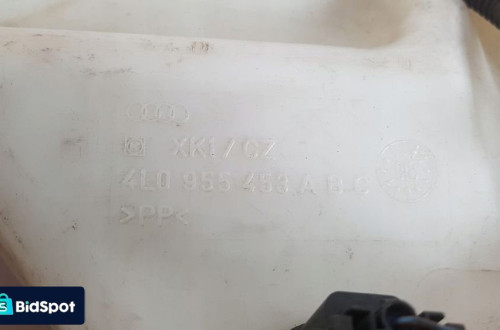 XK1/CZ
4L0 955 453 A B C
>PP<
BidSpot